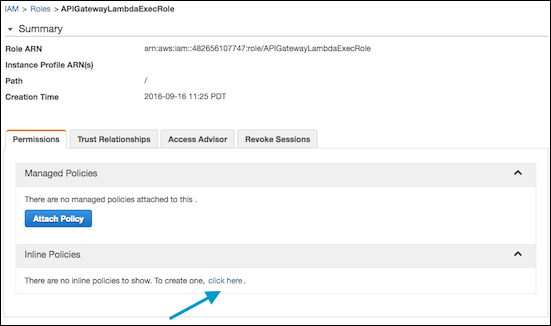 IAM > Roles > APIGatewayLambdaExecRole
Summary
Role ARN arn:aws:iam::482656107747:role/APIGatewayLambdaExecRole
Instance Profile ARN(s)
Path /
Creation Time 2016-09-16 11:25 PDT
Permissions Trust Relationships Access Advisor Revoke Sessions
Managed Policies
There are no managed policies attached to this .
Attach Policy
Inline Policies
There are no inline policies to show. To create one, click here.